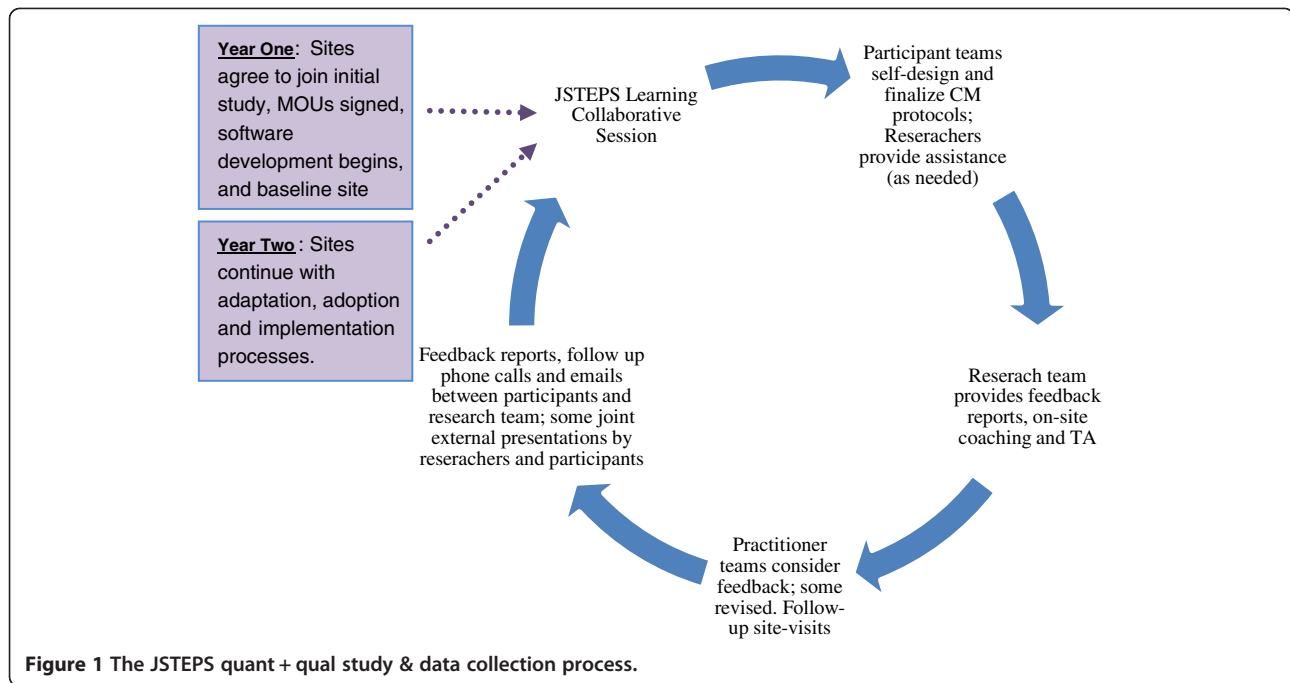 Year One: Sites
agree to join initial
study, MOUs signed,
software
development begins,
and baseline site
Year Two : Sites
continue with
adaptation, adoption
and implementation
processes.
JSTEPS Learning
Collaborative
Session
Participant teams
self-design and
finalize CM
protocols;
Reserachers
provide assistance
(as needed)
Reserach team
provides feedback
reports, on-site
coaching and TA
Practitioner
teams consider
feedback; some
revised. Follow-
up site-visits
Feedback reports, follow up
phone calls and emails
between participants and
research team; some joint
external presentations by
reserachers and participants
Figure 1 The JSTEPS quant + qual study & data collection process.